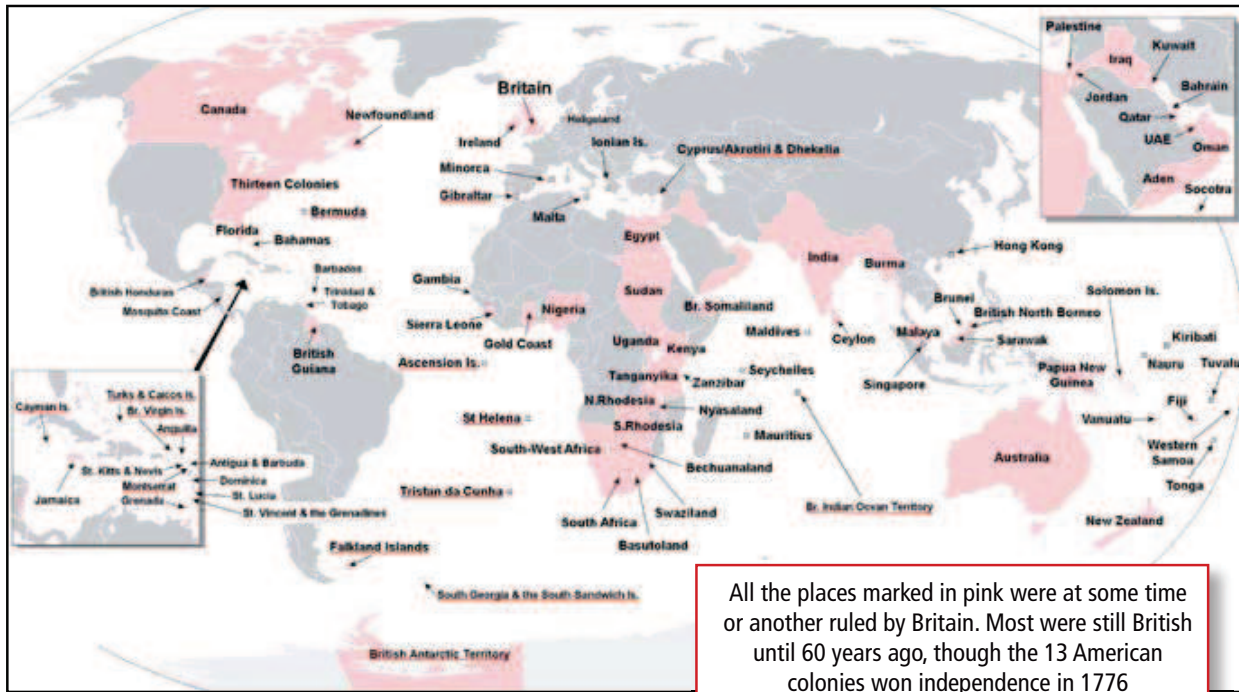 Palestine
Kuwait
Iraq
Bahrain
Jordan
Qatar
UAE
Oman
Aden
Socotra
Canada
Newfoundland
Britain
Heligoland
Ireland
Ionian Is.
Cyprus/Akrotiri & Dhekelia
Minorca
Gibraltar
Malta
Thirteen Colonies
Bermuda
Florida
Bahamas
British Honduras
Mosquito Coast
Barbados
Trinidad &
Tobago
British
Guiana
Egypt
Sudan
Gambia
Nigeria
Sierra Leone
Gold Coast
Br. Somaliland
Uganda
Kenya
Ascension Is.
Tanganyika
Zanzibar
Seychelles
Maldives
N.Rhodesia
Nyasaland
St Helena
S.Rhodesia
Mauritius
South-West Africa
Bechuanaland
Tristan da Cunha
Swaziland
South Africa
Basutoland
Br. Indian Ocean Territory
India
Burma
Hong Kong
Ceylon
Brunei
British North Borneo
Malaya
Sarawak
Singapore
Solomon Is.
Kiribati
Papua New
Guinea
Nauru
Tuvalu
Fiji
Vanuatu
Western
Samoa
Tonga
Australia
New Zealand
Turks & Caicos Is.
Cayman Is.
Br. Virgin Is.
Anguilla
St. Kitts & Nevis
Antigua & Barbuda
Montserrat
Dominica
Jamaica
Grenada
St. Lucia
St. Vincent & the Grenadines
Falkland Islands
South Georgia & the South Sandwich Is.
British Antarctic Territory
All the places marked in pink were at some time
or another ruled by Britain. Most were still British
until 60 years ago, though the 13 American
colonies won independence in 1776